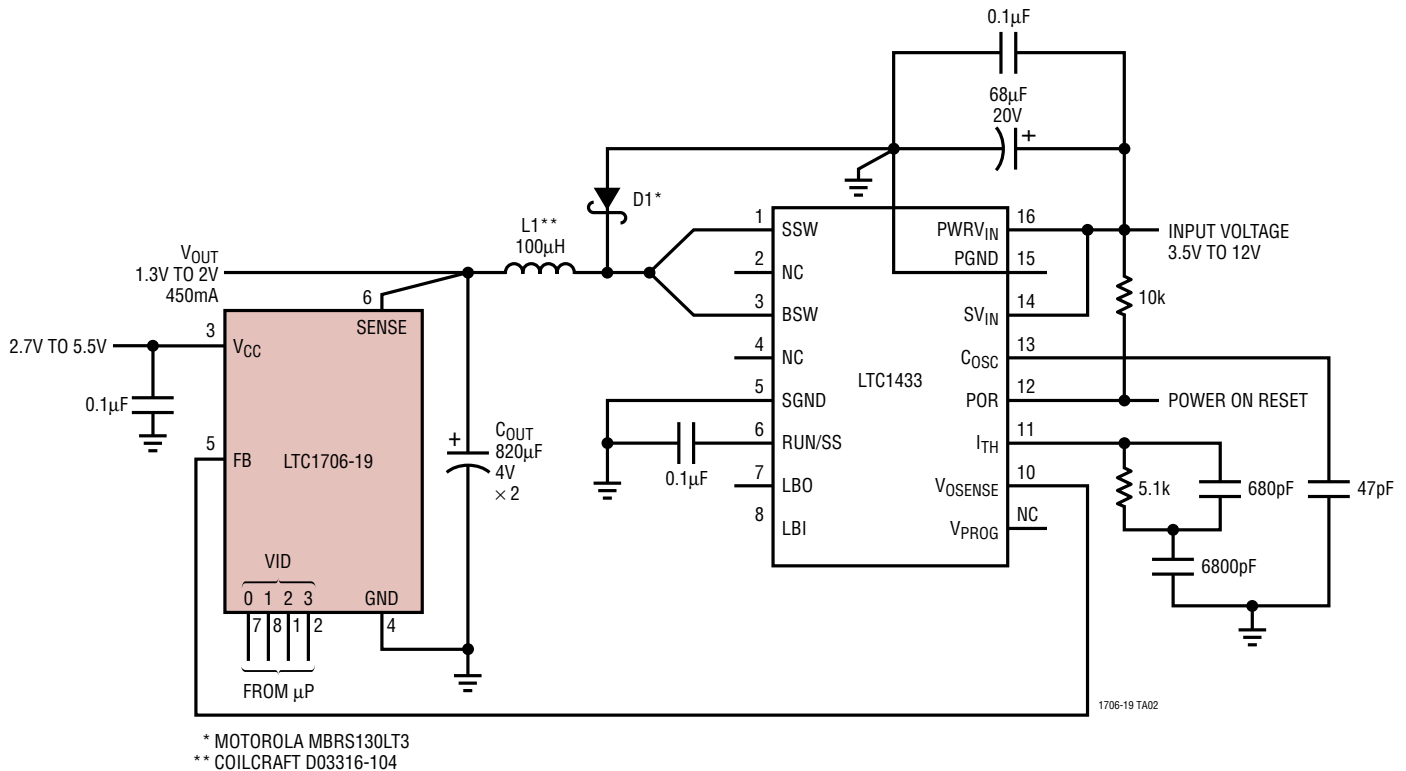 0.1µF
68µF
20V
+
D1*
L1**
100µH
VOUT
1.3V TO 2V
450mA
6
SENSE
3
VCC
2.7V TO 5.5V
0.1µF
5
FB
LTC1706-19
VID
0 1 2 3
GND
7 8 1 2
4
FROM µP
+
COUT
820µF
4V
× 2
1
SSW
2
NC
3
BSW
4
NC
5
SGND
6
RUN/SS
0.1µF
7
LBO
8
LBI
LTC1433
PWRVIN
16
INPUT VOLTAGE
3.5V TO 12V
PGND
15
10k
SVIN
14
COSC
13
POR
12
POWER ON RESET
ITH
11
VOSENSE
10
VPROG
NC
5.1k
680pF
47pF
6800pF
1706-19 TA02
* MOTOROLA MBRS130LT3
** COILCRAFT D03316-104